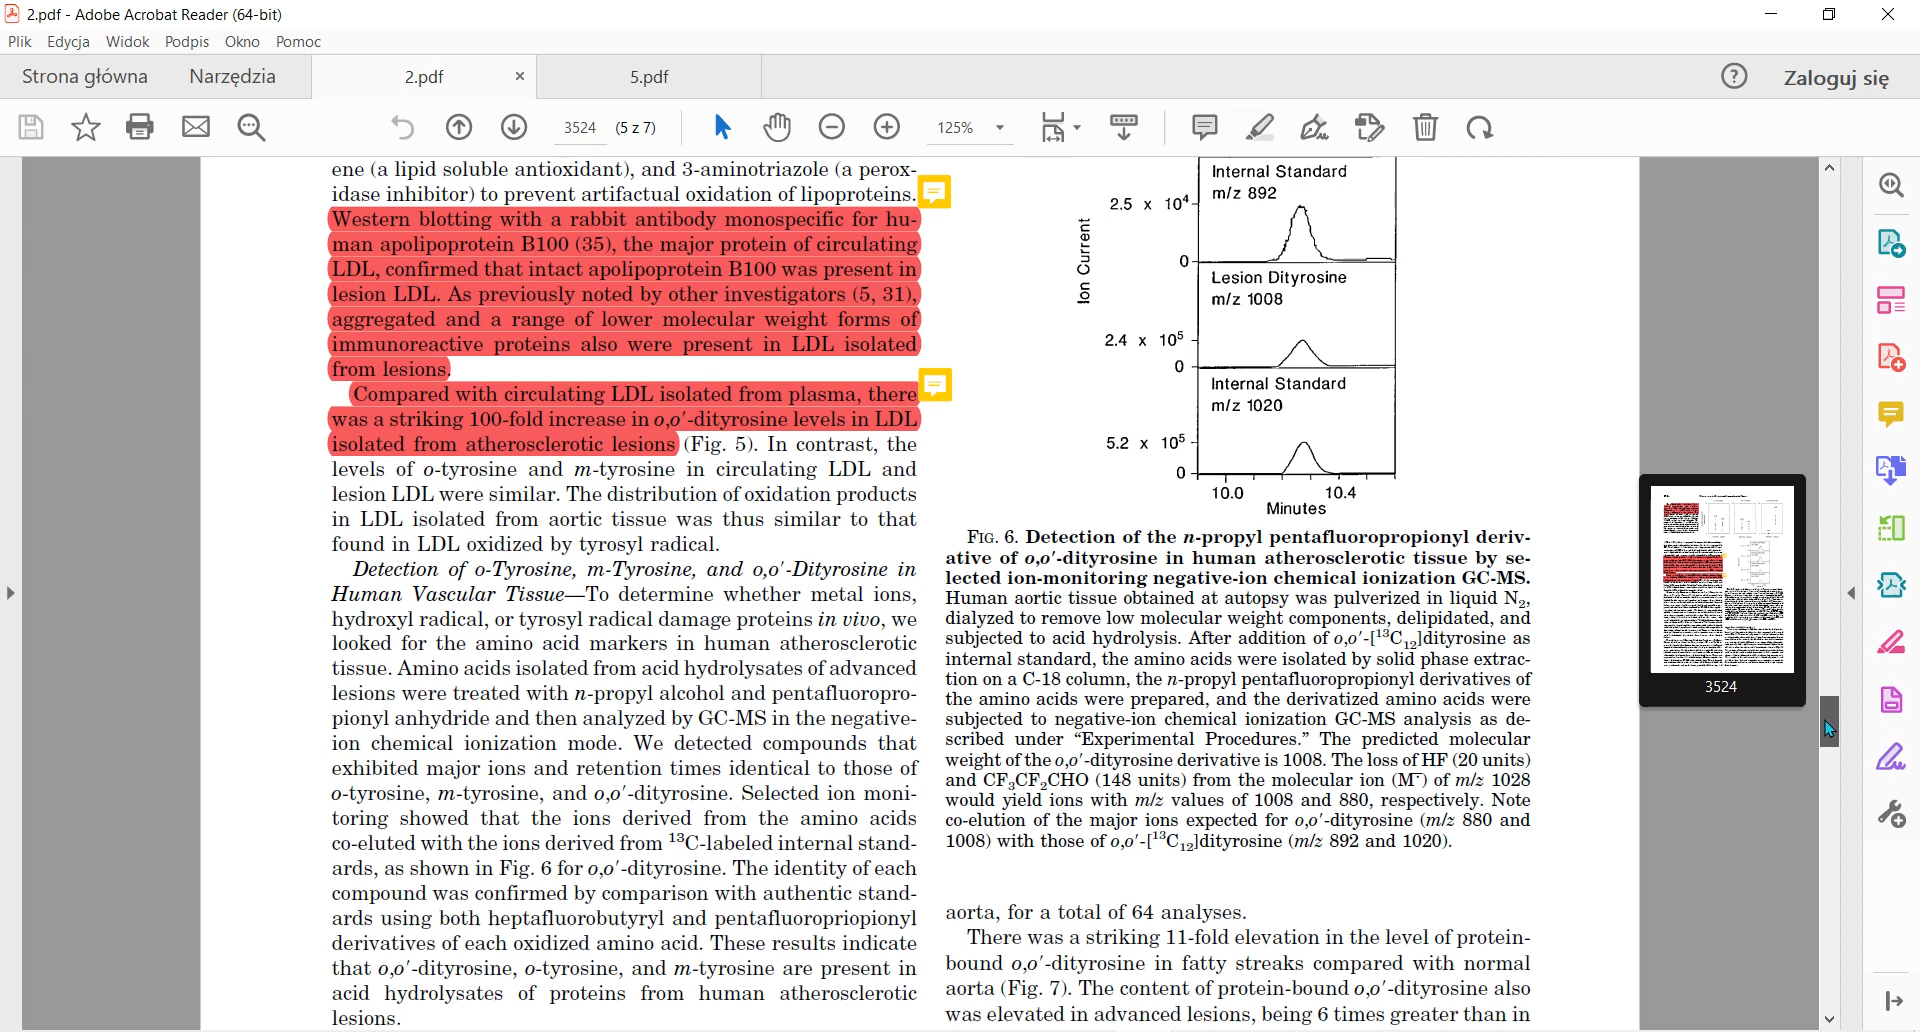 2.pdf - Adobe Acrobat Reader (64-bit)
Plik Edycja Widok Podpis Okno Pomoc
Strona główna Narzędzia 2.pdf 5.pdf Zaloguj się
3524 (5 z 7) 125%
ene (a lipid soluble antioxidant), and 3-aminotriazole (a perox-
idase inhibitor) to prevent artifactual oxidation of lipoproteins.
Western blotting with a rabbit antibody monospecific for hu-
man apolipoprotein B100 (35), the major protein of circulating
LDL, confirmed that intact apolipoprotein B100 was present in
lesion LDL. As previously noted by other investigators (5, 31),
aggregated and a range of lower molecular weight forms of
immunoreactive proteins also were present in LDL isolated
from lesions.
Compared with circulating LDL isolated from plasma, there
was a striking 100-fold increase in o,o′-dityrosine levels in LDL
isolated from atherosclerotic lesions (Fig. 5). In contrast, the
levels of o-tyrosine and m-tyrosine in circulating LDL and
lesion LDL were similar. The distribution of oxidation products
in LDL isolated from aortic tissue was thus similar to that
found in LDL oxidized by tyrosyl radical.
Detection of o-Tyrosine, m-Tyrosine, and o,o′-Dityrosine in
Human Vascular Tissue—To determine whether metal ions,
hydroxyl radical, or tyrosyl radical damage proteins in vivo, we
looked for the amino acid markers in human atherosclerotic
tissue. Amino acids isolated from acid hydrolysates of advanced
lesions were treated with n-propyl alcohol and pentafluoropro-
pionyl anhydride and then analyzed by GC-MS in the negative-
ion chemical ionization mode. We detected compounds that
exhibited major ions and retention times identical to those of
o-tyrosine, m-tyrosine, and o,o′-dityrosine. Selected ion moni-
toring showed that the ions derived from the amino acids
co-eluted with the ions derived from ¹³C-labeled internal stand-
ards, as shown in Fig. 6 for o,o′-dityrosine. The identity of each
compound was confirmed by comparison with authentic stand-
ards using both heptafluorobutyryl and pentafluoropriopionyl
derivatives of each oxidized amino acid. These results indicate
that o,o′-dityrosine, o-tyrosine, and m-tyrosine are present in
acid hydrolysates of proteins from human atherosclerotic
lesions.
Internal Standard
m/z 892
2.5 x 10⁴
0
Ion Current
Lesion Dityrosine
m/z 1008
2.4 x 10⁵
0
Internal Standard
m/z 1020
5.2 x 10⁵
0
10.0 10.4
Minutes
FIG. 6. Detection of the n-propyl pentafluoropropionyl deriv-
ative of o,o′-dityrosine in human atherosclerotic tissue by se-
lected ion-monitoring negative-ion chemical ionization GC-MS.
Human aortic tissue obtained at autopsy was pulverized in liquid N₂,
dialyzed to remove low molecular weight components, delipidated, and
subjected to acid hydrolysis. After addition of o,o′-[¹³C₁₂]dityrosine as
internal standard, the amino acids were isolated by solid phase extrac-
tion on a C-18 column, the n-propyl pentafluoropropionyl derivatives of
the amino acids were prepared, and the derivatized amino acids were
subjected to negative-ion chemical ionization GC-MS analysis as de-
scribed under “Experimental Procedures.” The predicted molecular
weight of the o,o′-dityrosine derivative is 1008. The loss of HF (20 units)
and CF₃CF₂CHO (148 units) from the molecular ion (M⁻) of m/z 1028
would yield ions with m/z values of 1008 and 880, respectively. Note
co-elution of the major ions expected for o,o′-dityrosine (m/z 880 and
1008) with those of o,o′-[¹³C₁₂]dityrosine (m/z 892 and 1020).
aorta, for a total of 64 analyses.
There was a striking 11-fold elevation in the level of protein-
bound o,o′-dityrosine in fatty streaks compared with normal
aorta (Fig. 7). The content of protein-bound o,o′-dityrosine also
was elevated in advanced lesions, being 6 times greater than in
3524